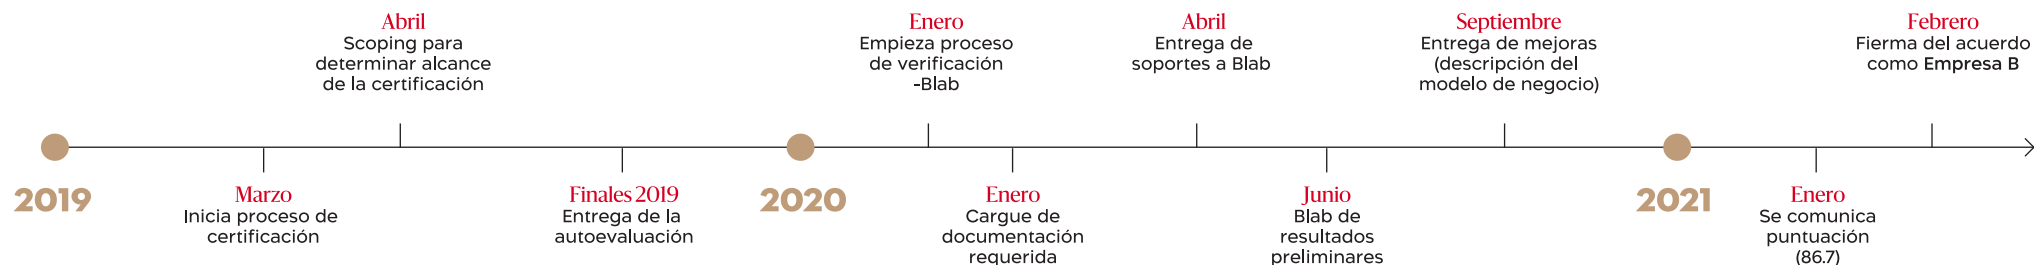 2019
Marzo
Inicia proceso de
certificación
Abril
Scoping para
determinar alcance
de la certificación
Finales 2019
Entrega de la
autoevaluación
2020
Enero
Empieza proceso
de verificación
-Blab
Enero
Cargue de
documentación
requerida
Abril
Entrega de
soportes a Blab
Junio
Blab de
resultados
preliminares
Septiembre
Entrega de mejoras
(descripción del
modelo de negocio)
2021
Enero
Se comunica
puntuación
(86.7)
Febrero
Fierma del acuerdo
como Empresa B